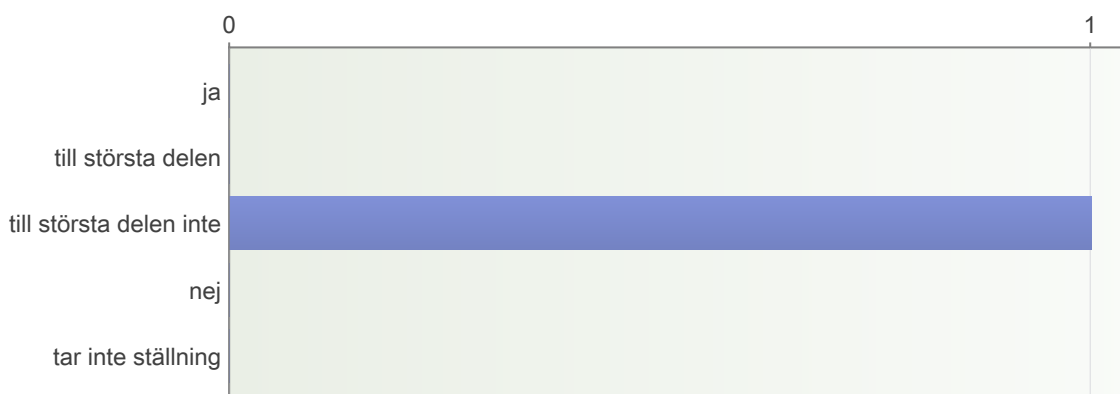 0 1
ja
till största delen
till största delen inte
nej
tar inte ställning